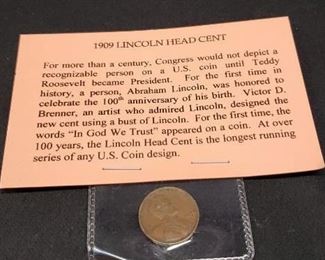 1909 LINCOLN HEAD CENT
For more than a century, Congress would not depict a
recognizable person on a U.S. coin until Teddy
Roosevelt became President. For the first time in
history, a person, Abraham Lincoln, was honored to
celebrate the 100th anniversary of his birth. Victor D.
Brenner, an artist who admired Lincoln, designed the
new cent using a bust of Lincoln. For the first time, the
words “In God We Trust” appeared on a coin. At over
100 years, the Lincoln Head Cent is the longest running
series of any U.S. Coin design.